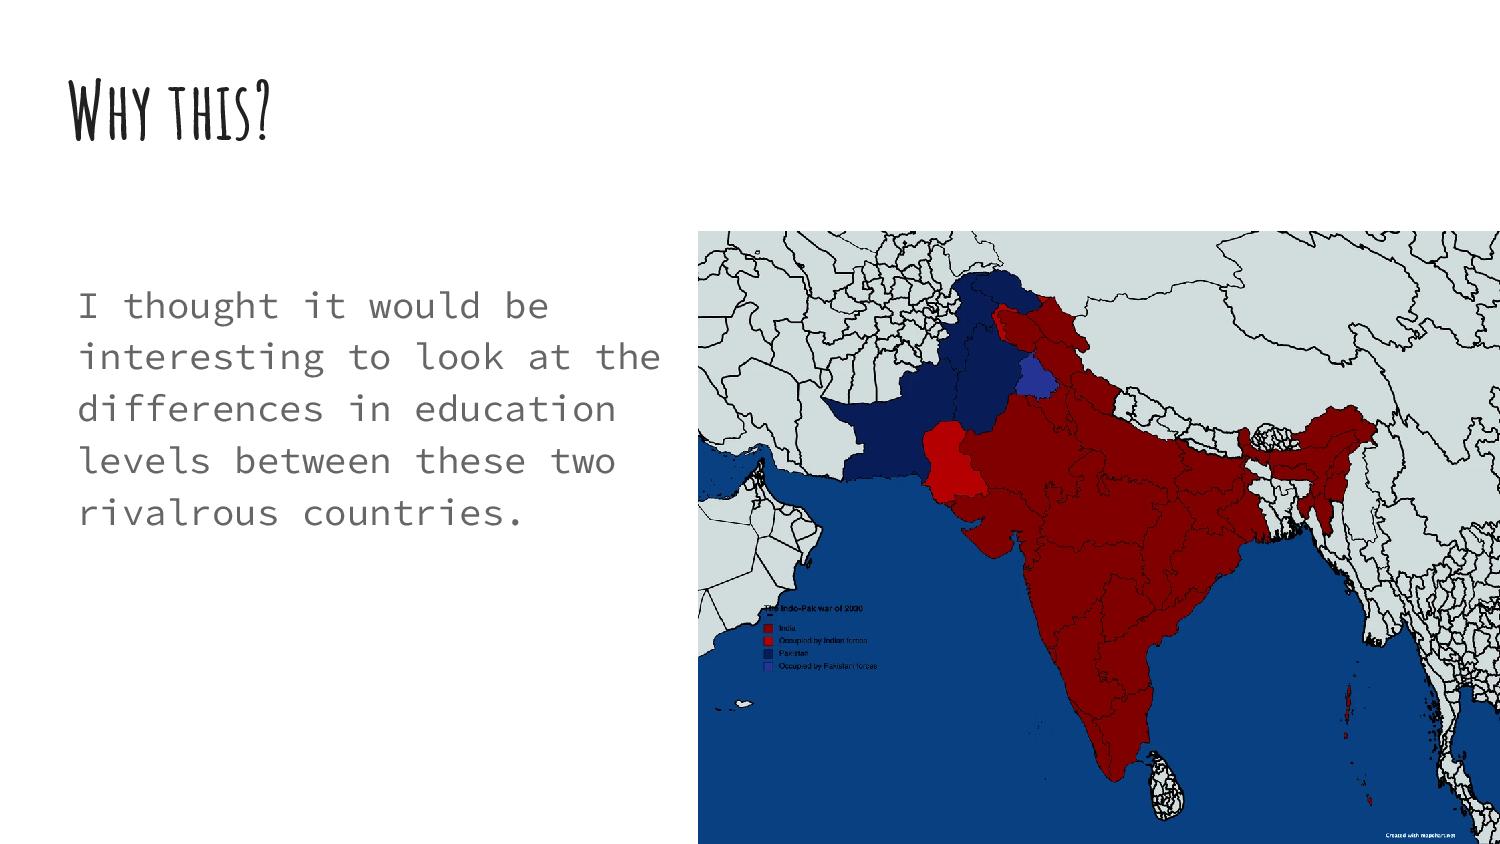 WHY THIS?
I thought it would be
interesting to look at the
differences in education
levels between these two
rivalrous countries.
The Indo-Pak war of 2030
India
Occupied by Indian forces
Pakistan
Occupied by Pakistan forces
Created with mapchart.net